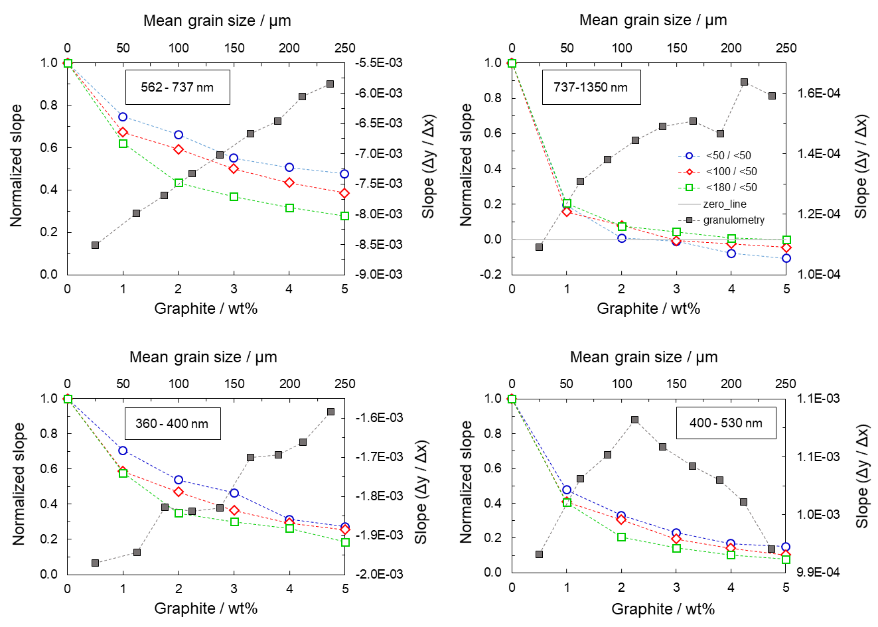 Mean grain size / µm
0 50 100 150 200 250
1.0 0.8 0.6 0.4 0.2 0.0
Normalized slope
562 - 737 nm
-5.5E-03 -6.0E-03 -6.5E-03 -7.0E-03 -7.5E-03 -8.0E-03 -8.5E-03 -9.0E-03
Slope (Δy / Δx)
0 1 2 3 4 5
Graphite / wt%
Mean grain size / µm
0 50 100 150 200 250
1.0 0.8 0.6 0.4 0.2 0.0 -0.2
Normalized slope
737-1350 nm
<50 / <50
<100 / <50
<180 / <50
zero_line
granulometry
1.6E-04 1.4E-04 1.2E-04 1.0E-04
Slope (Δy / Δx)
0 1 2 3 4 5
Graphite / wt%
Mean grain size / µm
0 50 100 150 200 250
1.0 0.8 0.6 0.4 0.2 0.0
Normalized slope
360 - 400 nm
-1.6E-03 -1.7E-03 -1.8E-03 -1.9E-03 -2.0E-03
Slope (Δy / Δx)
0 1 2 3 4 5
Graphite / wt%
Mean grain size / µm
0 50 100 150 200 250
1.0 0.8 0.6 0.4 0.2 0.0
Normalized slope
400 - 530 nm
1.1E-03 1.1E-03 1.0E-03 9.9E-04
Slope (Δy / Δx)
0 1 2 3 4 5
Graphite / wt%